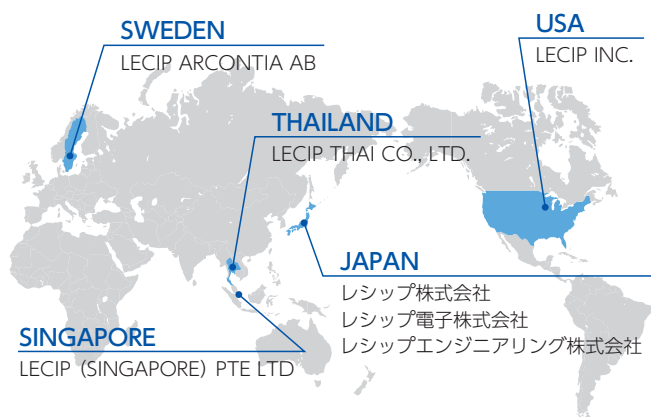 SWEDEN
LECIP ARCONTIA AB
USA
LECIP INC.
THAILAND
LECIP THAI CO., LTD.
JAPAN
レシップ株式会社
レシップ電子株式会社
レシップエンジニアリング株式会社
SINGAPORE
LECIP (SINGAPORE) PTE LTD